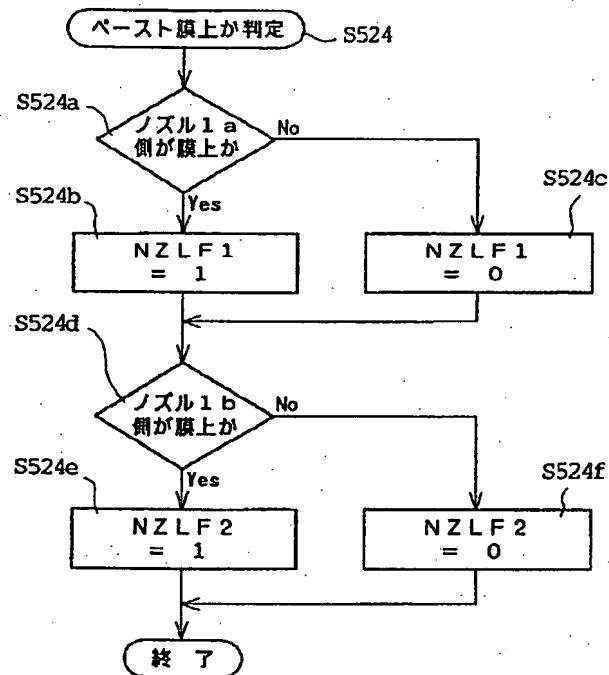 ペースト膜上か判定
S524
S524a
ノズル1a
側が膜上か
No
Yes
S524b
NZLF1
= 1
S524c
NZLF1
= 0
S524d
ノズル1b
側が膜上か
No
Yes
S524e
NZLF2
= 1
S524f
NZLF2
= 0
終了